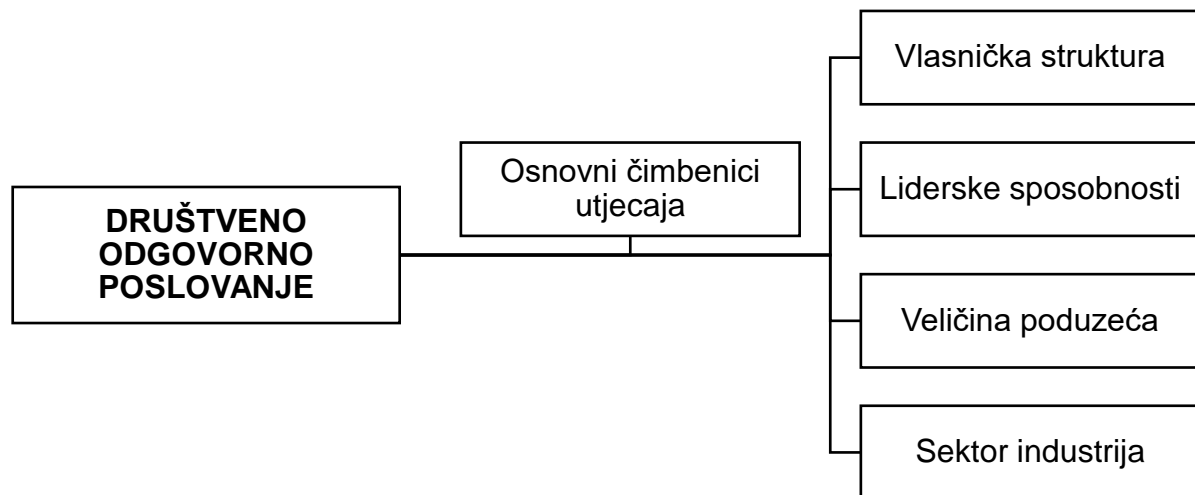 DRUŠTVENO
ODGOVORNO
POSLOVANJE
Osnovni čimbenici
utjecaja
Vlasnička struktura
Liderske sposobnosti
Veličina poduzeća
Sektor industrija